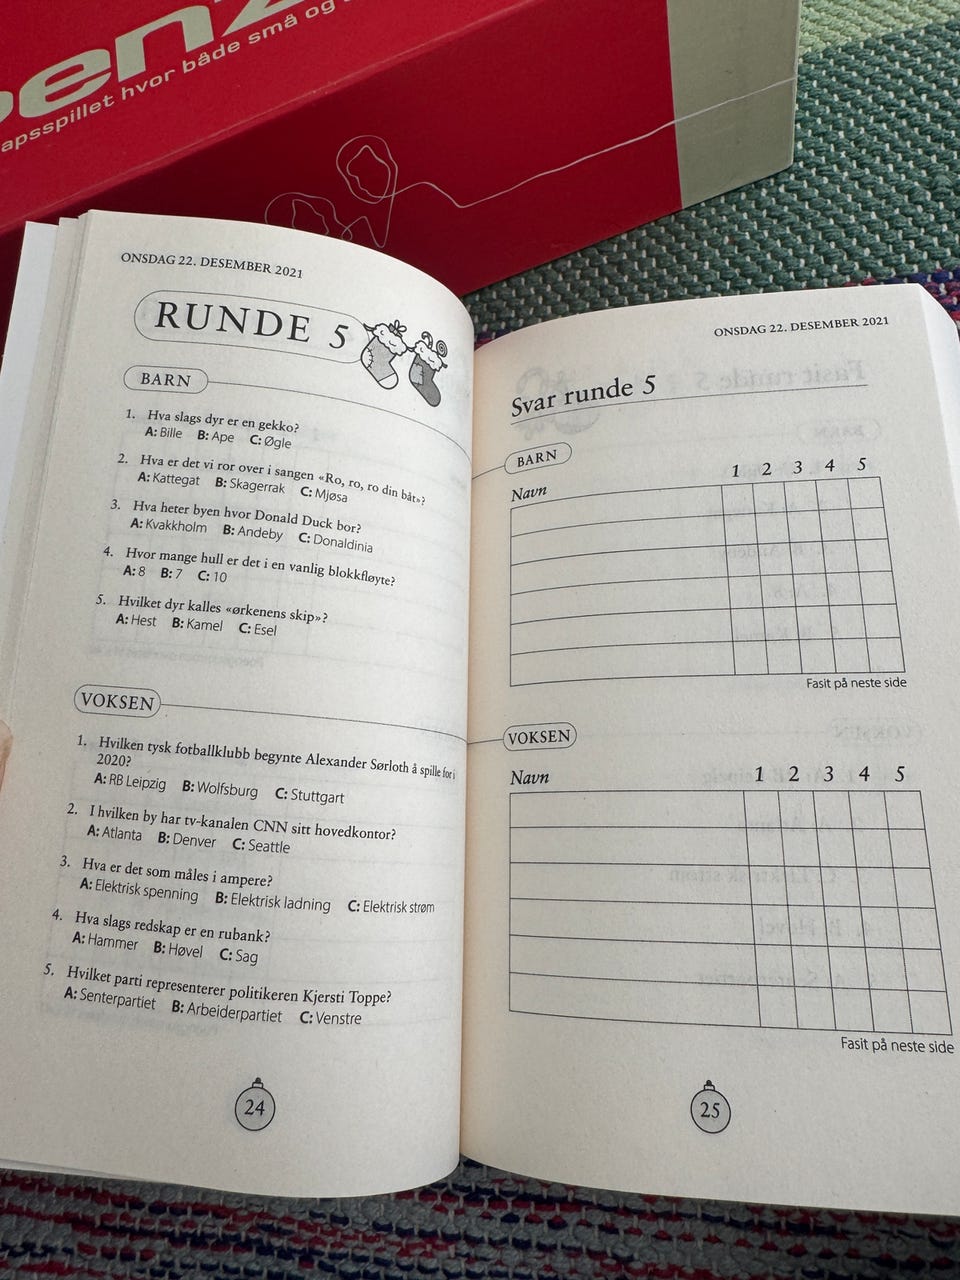 apsspillet hvor både små og
ONSDAG 22. DESEMBER 2021
RUNDE 5
BARN
1. Hva slags dyr er en gekko?
A: Bille B: Ape C: Øgle
2. Hva er det vi ror over i sangen «Ro, ro, ro din båt»?
A: Kattegat B: Skagerrak C: Mjøsa
3. Hva heter byen hvor Donald Duck bor?
A: Kvakkholm B: Andeby C: Donaldinia
4. Hvor mange hull er det i en vanlig blokkfløyte?
A: 8 B: 7 C: 10
5. Hvilket dyr kalles «ørkenens skip»?
A: Hest B: Kamel C: Esel
VOKSEN
1. Hvilken tysk fotballklubb begynte Alexander Sørloth å spille for i
2020?
A: RB Leipzig B: Wolfsburg C: Stuttgart
2. I hvilken by har tv-kanalen CNN sitt hovedkontor?
A: Atlanta B: Denver C: Seattle
3. Hva er det som måles i ampere?
A: Elektrisk spenning B: Elektrisk ladning C: Elektrisk strøm
4. Hva slags redskap er en rubank?
A: Hammer B: Høvel C: Sag
5. Hvilket parti representerer politikeren Kjersti Toppe?
A: Senterpartiet B: Arbeiderpartiet C: Venstre
24
ONSDAG 22. DESEMBER 2021
Svar runde 5
BARN
Navn 1 2 3 4 5
Fasit på neste side
VOKSEN
Navn 1 2 3 4 5
Fasit på neste side
25